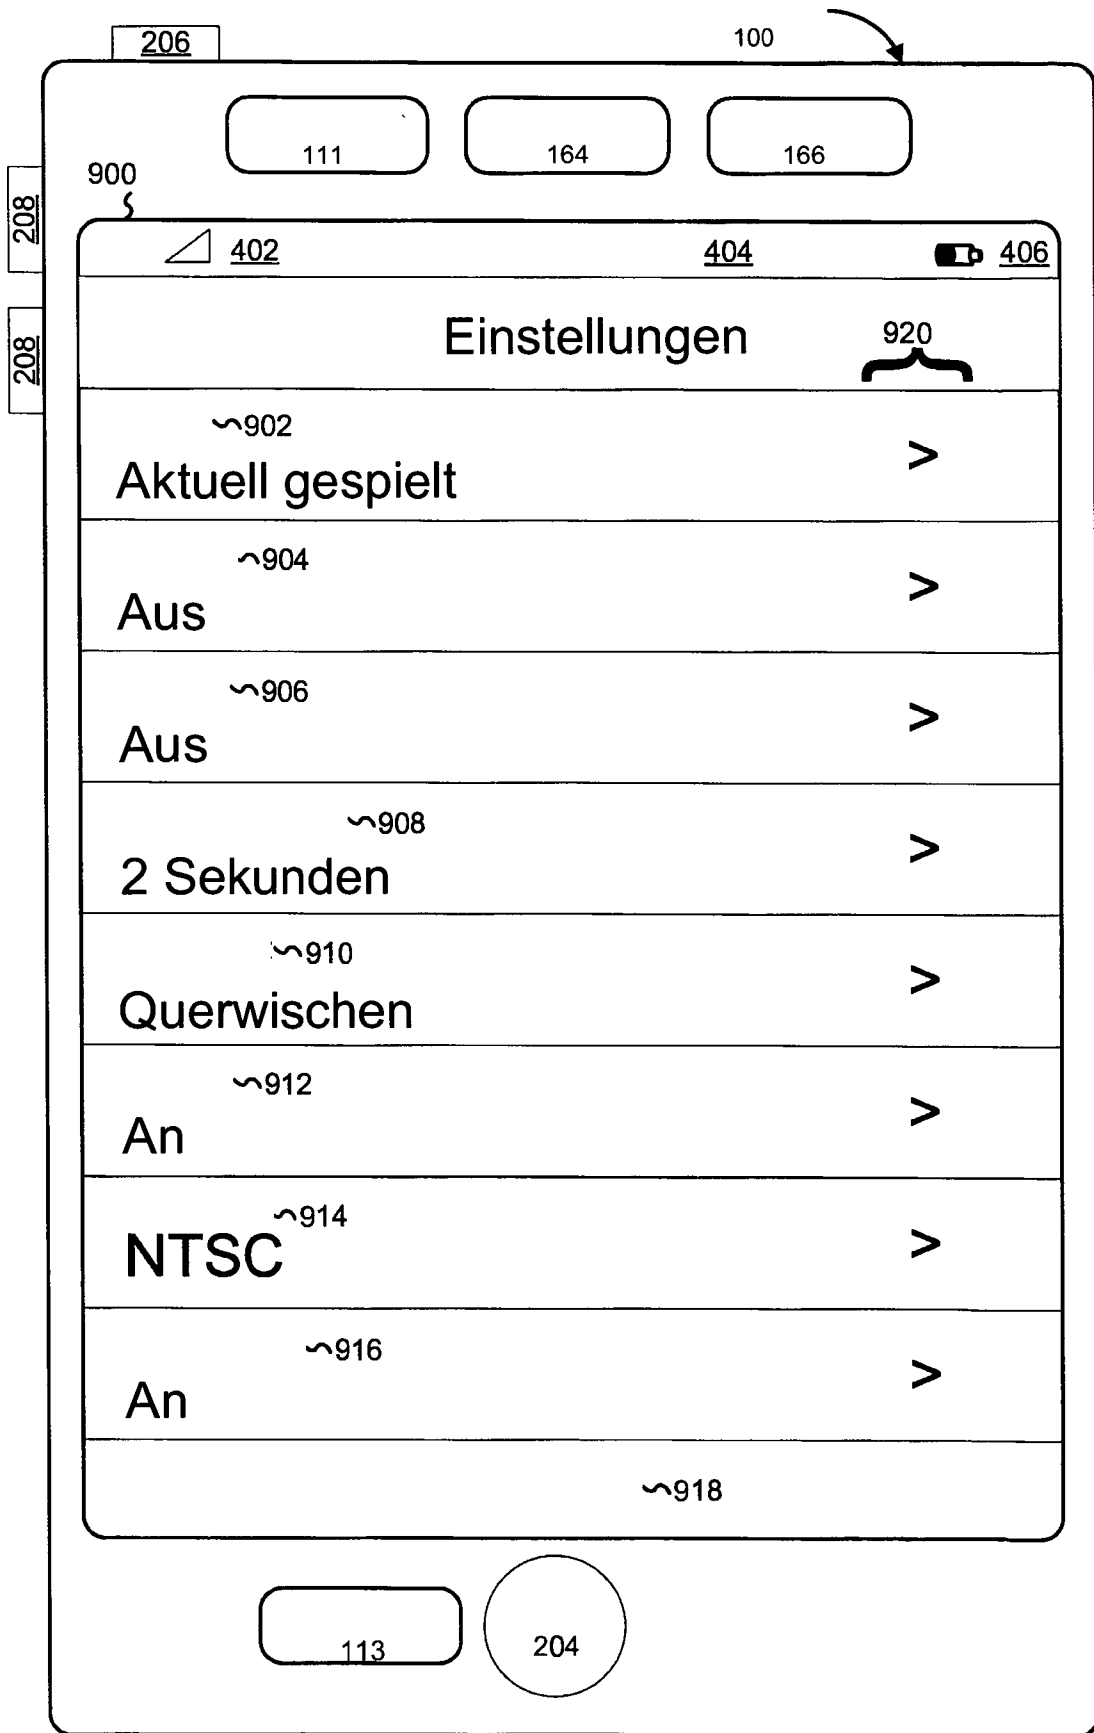 206
100
111 164 166
900
208
402 404 406
Einstellungen
920
208
902
Aktuell gespielt >
904
Aus >
906
Aus >
908
2 Sekunden >
910
Querwischen >
912
An >
914
NTSC >
916
An >
918
113
204